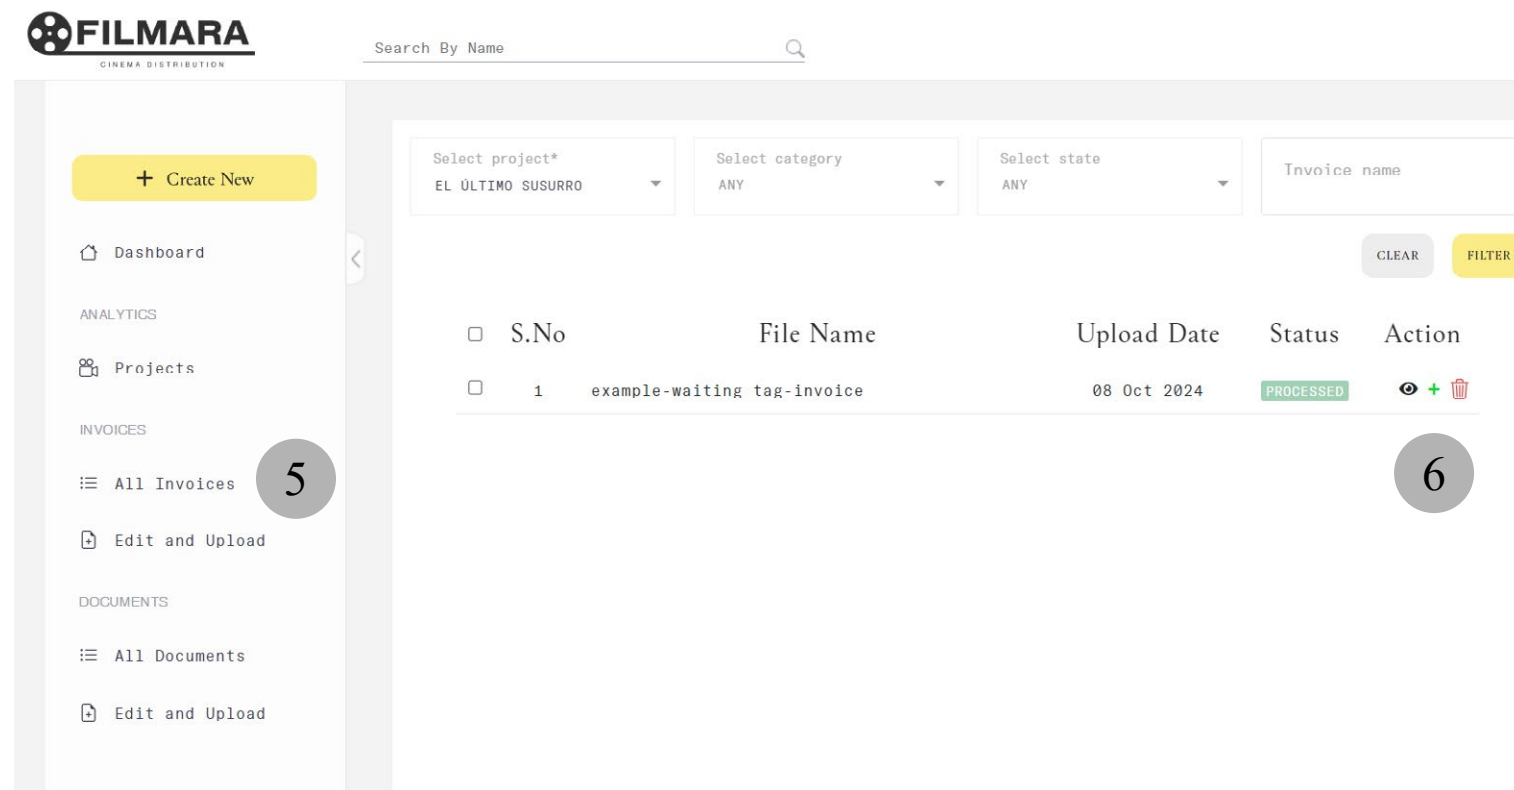 FILMARA
CINEMA DISTRIBUTION
Search By Name
+ Create New
Dashboard
ANALYTICS
Projects
INVOICES
All Invoices
5
Edit and Upload
DOCUMENTS
All Documents
Edit and Upload
Select project*
EL ÚLTIMO SUSURRO
Select category
ANY
Select state
ANY
Invoice name
CLEAR
FILTER
S.No File Name Upload Date Status Action
1 example-waiting tag-invoice 08 Oct 2024 PROCESSED
6